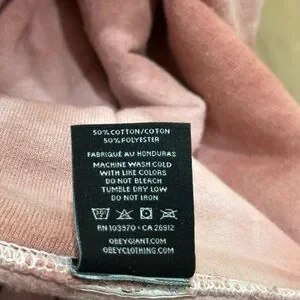 50% COTTON/COTON
50% POLYESTER
FABRIQUÉ AU HONDURAS
MACHINE WASH COLD
WITH LIKE COLORS
DO NOT BLEACH
TUMBLE DRY LOW
DO NOT IRON
RN 103970 • CA 26912
OBEYGIANT.COM
OBEYCLOTHING.COM